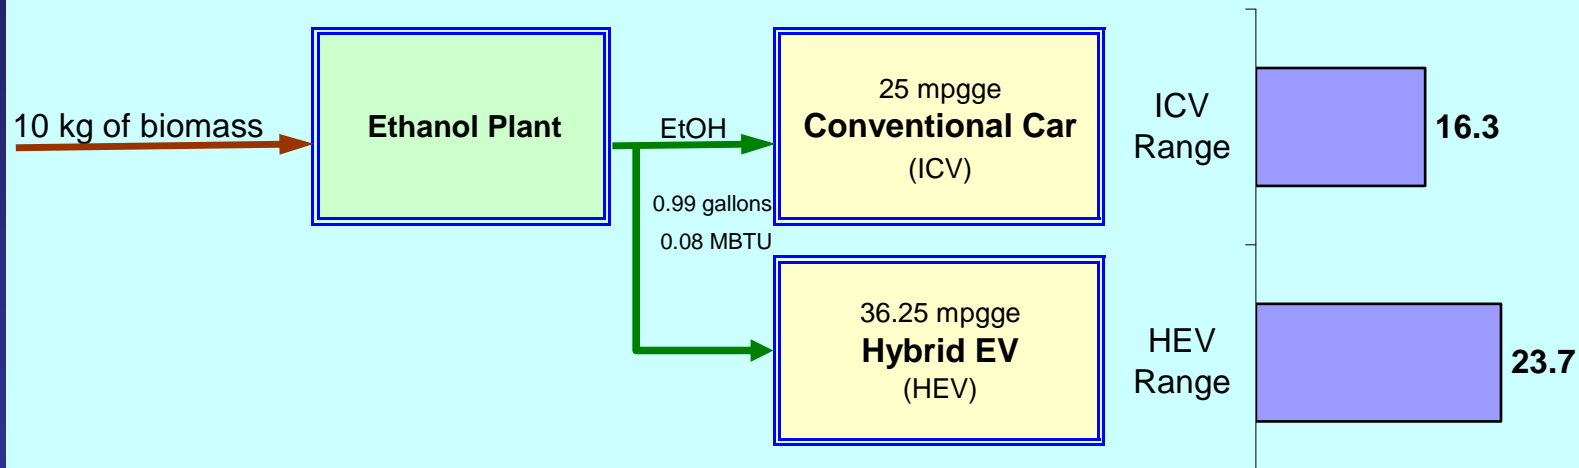 10 kg of biomass
Ethanol Plant
EtOH
0.99 gallons
0.08 MBTU
25 mpgge
Conventional Car
(ICV)
ICV
Range
16.3
36.25 mpgge
Hybrid EV
(HEV)
HEV
Range
23.7